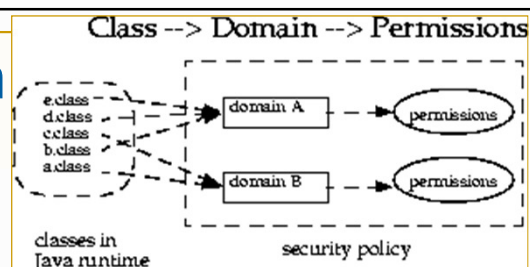 Class --> Domain --> Permissions
e.class
d.class
c.class
b.class
a.class
domain A
permissions
domain B
permissions
classes in
Java runtime
security policy